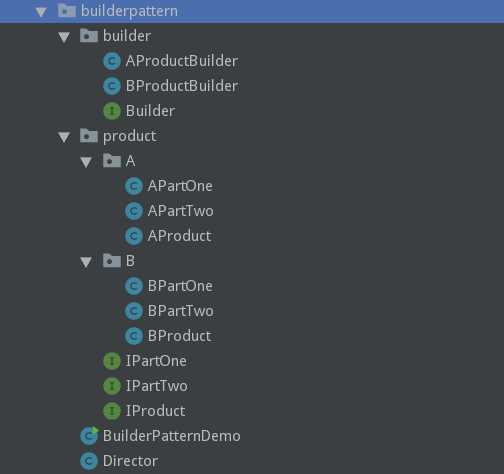 builderpattern
builder
C AProductBuilder
C BProductBuilder
I Builder
product
A
C APartOne
C APartTwo
C AProduct
B
C BPartOne
C BPartTwo
C BProduct
I IPartOne
I IPartTwo
I IProduct
C BuilderPatternDemo
C Director